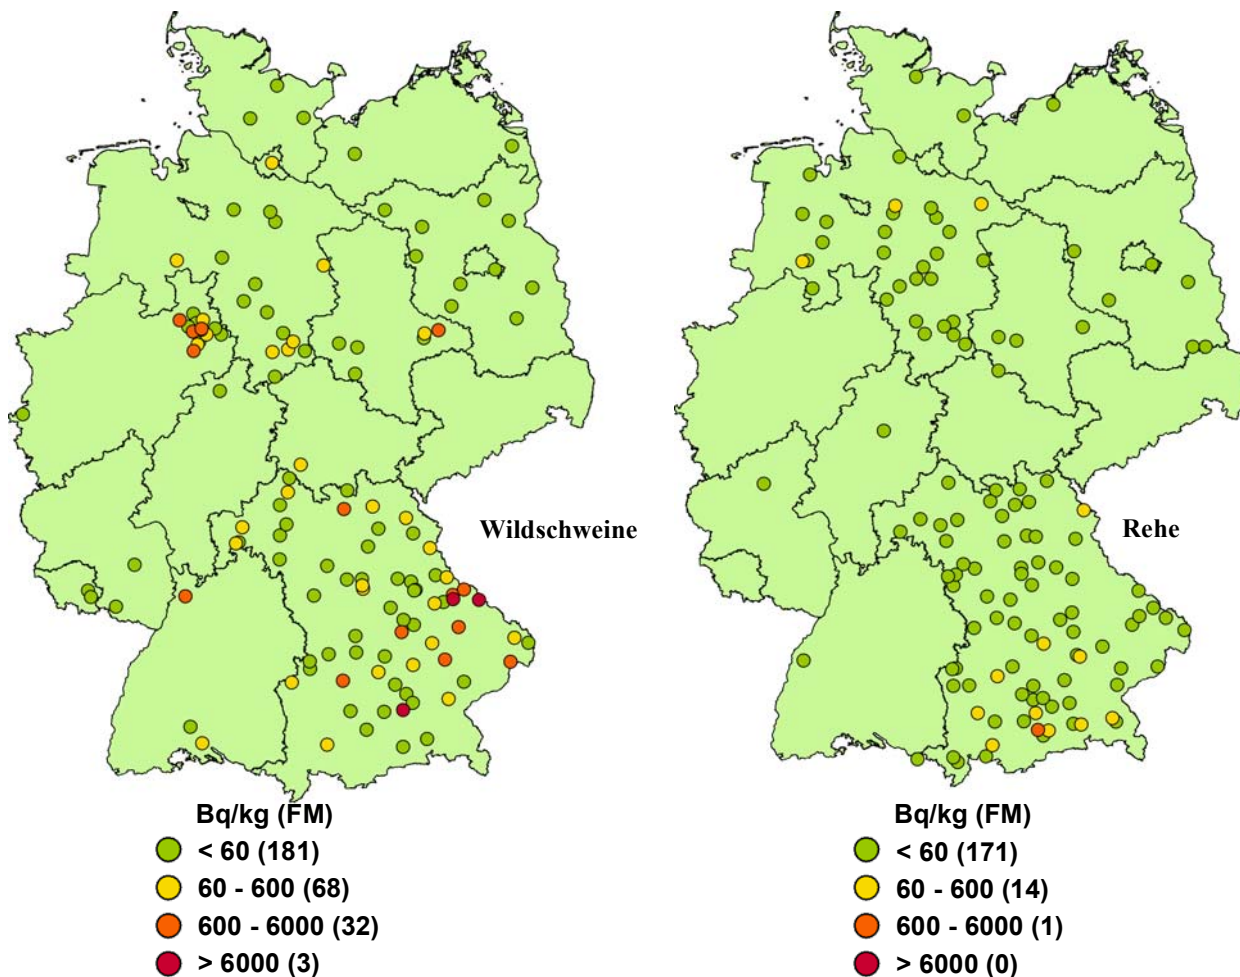 Wildschweine
Rehe
Bq/kg (FM)
< 60 (181)
60 - 600 (68)
600 - 6000 (32)
> 6000 (3)
Bq/kg (FM)
< 60 (171)
60 - 600 (14)
600 - 6000 (1)
> 6000 (0)